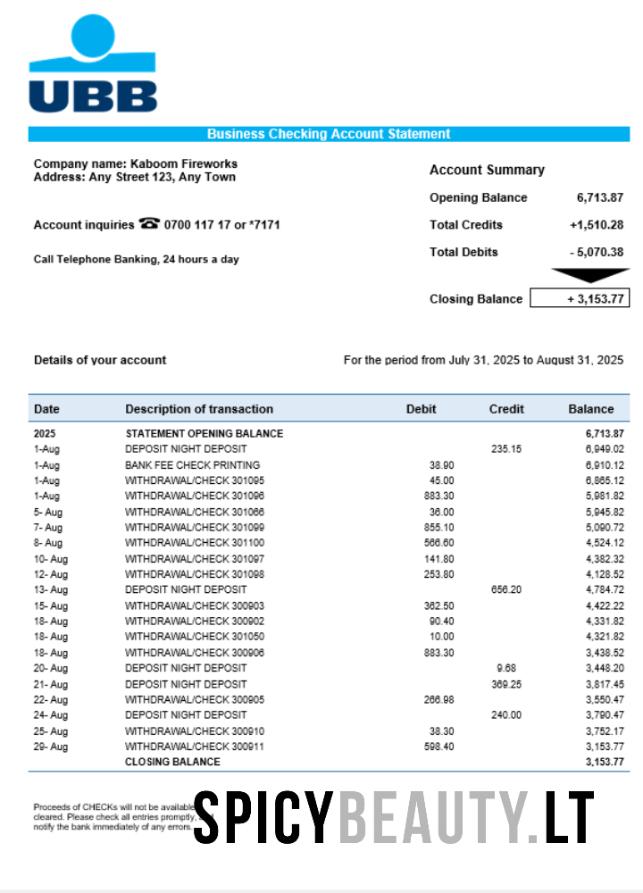 UBB
Business Checking Account Statement
Company name: Kaboom Fireworks
Address: Any Street 123, Any Town
Account inquiries ☎ 0700 117 17 or *7171
Call Telephone Banking, 24 hours a day
Account Summary
Opening Balance 6,713.87
Total Credits +1,510.28
Total Debits - 5,070.38
Closing Balance + 3,153.77
Details of your account For the period from July 31, 2025 to August 31, 2025
Date Description of transaction Debit Credit Balance
2025 STATEMENT OPENING BALANCE 6,713.87
1-Aug DEPOSIT NIGHT DEPOSIT 235.15 6,949.02
1-Aug BANK FEE CHECK PRINTING 38.90 6,910.12
1-Aug WITHDRAWAL/CHECK 301095 45.00 6,865.12
1-Aug WITHDRAWAL/CHECK 301096 883.30 5,981.82
5- Aug WITHDRAWAL/CHECK 301066 36.00 5,945.82
7- Aug WITHDRAWAL/CHECK 301099 855.10 5,090.72
8- Aug WITHDRAWAL/CHECK 301100 566.60 4,524.12
10- Aug WITHDRAWAL/CHECK 301097 141.80 4,382.32
12- Aug WITHDRAWAL/CHECK 301098 253.80 4,128.52
13- Aug DEPOSIT NIGHT DEPOSIT 656.20 4,784.72
15- Aug WITHDRAWAL/CHECK 300903 362.50 4,422.22
18- Aug WITHDRAWAL/CHECK 300902 90.40 4,331.82
18- Aug WITHDRAWAL/CHECK 301050 10.00 4,321.82
18- Aug WITHDRAWAL/CHECK 300906 883.30 3,438.52
20- Aug DEPOSIT NIGHT DEPOSIT 9.68 3,448.20
21- Aug DEPOSIT NIGHT DEPOSIT 369.25 3,817.45
22- Aug WITHDRAWAL/CHECK 300905 266.98 3,550.47
24- Aug DEPOSIT NIGHT DEPOSIT 240.00 3,790.47
25- Aug WITHDRAWAL/CHECK 300910 38.30 3,752.17
29- Aug WITHDRAWAL/CHECK 300911 598.40 3,153.77
CLOSING BALANCE 3,153.77
Proceeds of CHECKs will not be available
cleared. Please check all entries promptly,
notify the bank immediately of any errors.
SPICYBEAUTY.LT